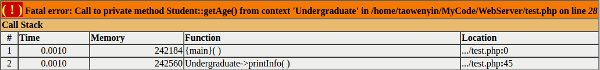 ( ! ) Fatal error: Call to private method Student::getAge() from context 'Undergraduate' in /home/taowenyin/MyCode/WebServer/test.php on line 28
Call Stack
# Time Memory Function Location
1 0.0010 242184 {main}( ) .../test.php:0
2 0.0010 242560 Undergraduate->printInfo( ) .../test.php:45